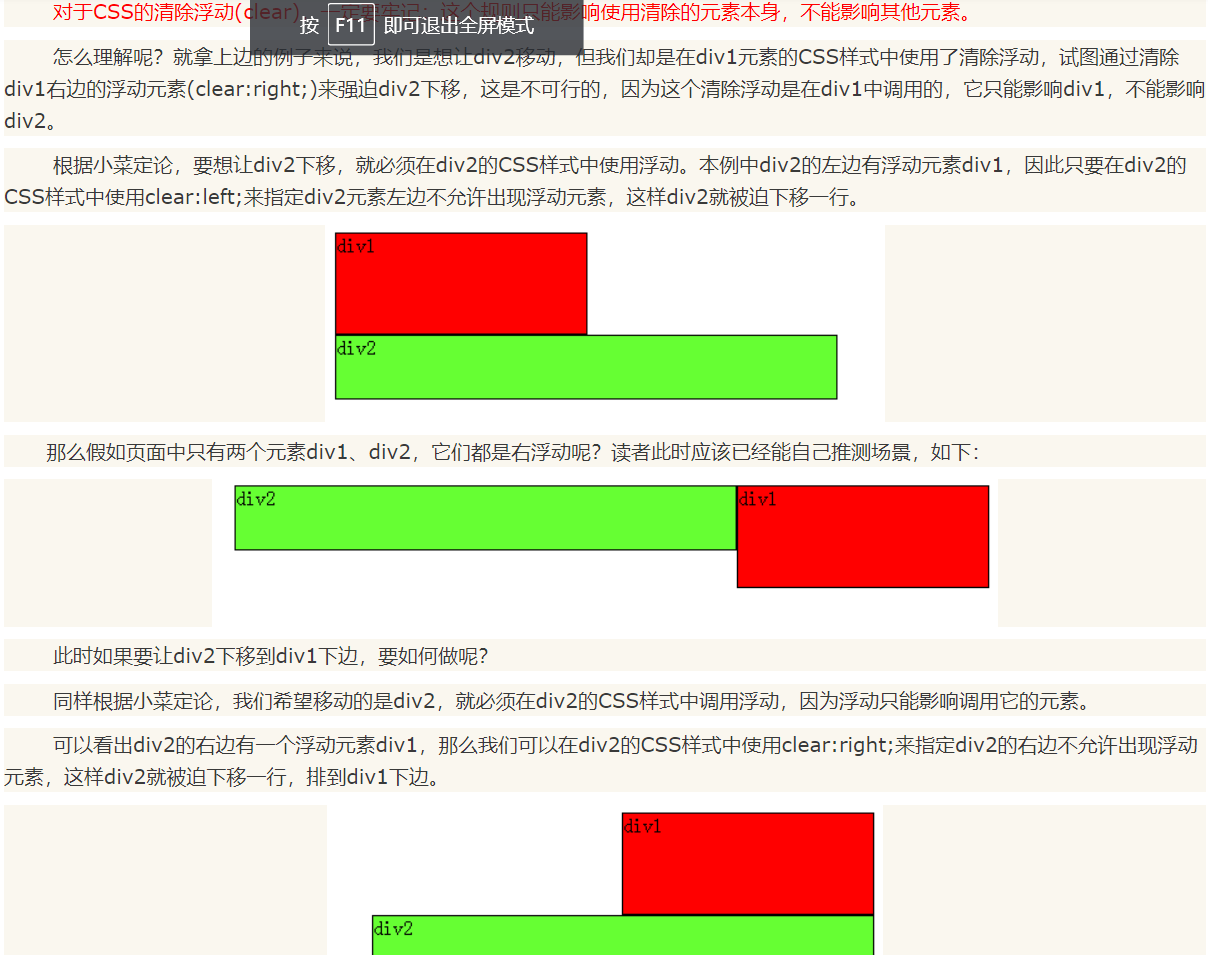 对于CSS的清除浮动(clear)，一定要牢记：这个规则只能影响使用清除的元素本身，不能影响其他元素。
按 F11 即可退出全屏模式
怎么理解呢？就拿上边的例子来说，我们是想让div2移动，但我们却是在div1元素的CSS样式中使用了清除浮动，试图通过清除
div1右边的浮动元素(clear:right;)来强迫div2下移，这是不可行的，因为这个清除浮动是在div1中调用的，它只能影响div1，不能影响
div2。
根据小菜定论，要想让div2下移，就必须在div2的CSS样式中使用浮动。本例中div2的左边有浮动元素div1，因此只要在div2的
CSS样式中使用clear:left;来指定div2元素左边不允许出现浮动元素，这样div2就被迫下移一行。
div1
div2
那么假如页面中只有两个元素div1、div2，它们都是右浮动呢？读者此时应该已经能自己推测场景，如下：
div2 div1
此时如果要让div2下移到div1下边，要如何做呢？
同样根据小菜定论，我们希望移动的是div2，就必须在div2的CSS样式中调用浮动，因为浮动只能影响调用它的元素。
可以看出div2的右边有一个浮动元素div1，那么我们可以在div2的CSS样式中使用clear:right;来指定div2的右边不允许出现浮动
元素，这样div2就被迫下移一行，排到div1下边。
div1
div2